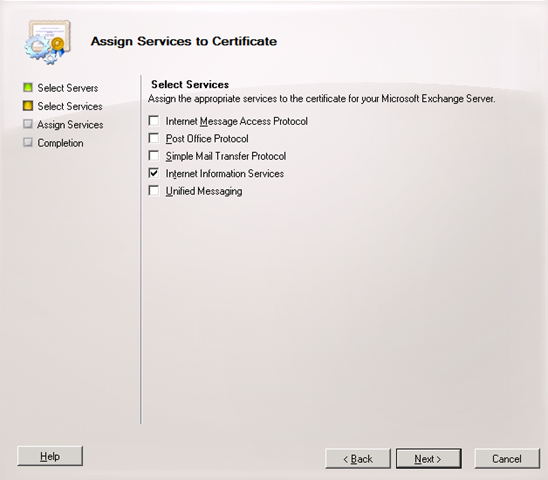 Assign Services to Certificate
Select Servers
Select Services
Assign Services
Completion
Select Services
Assign the appropriate services to the certificate for your Microsoft Exchange Server.
Internet Message Access Protocol
Post Office Protocol
Simple Mail Transfer Protocol
Internet Information Services
Unified Messaging
Help
< Back
Next >
Cancel